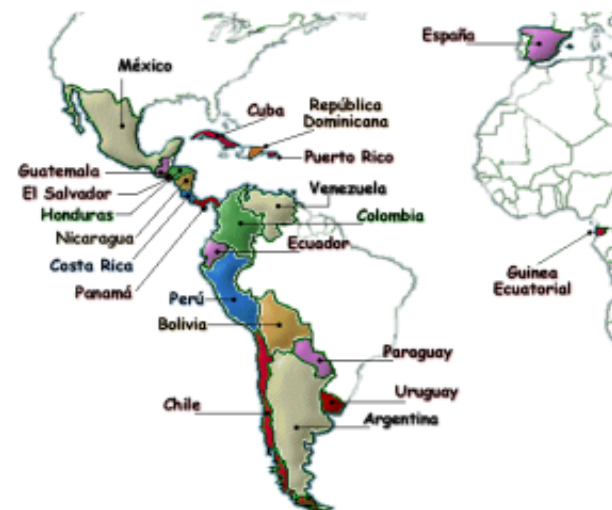 España
México
Cuba
República
Dominicana
Guatemala
Puerto Rico
El Salvador
Venezuela
Honduras
Colombia
Nicaragua
Ecuador
Costa Rica
Guinea
Ecuatorial
Panamá
Perú
Bolivia
Paraguay
Uruguay
Chile
Argentina